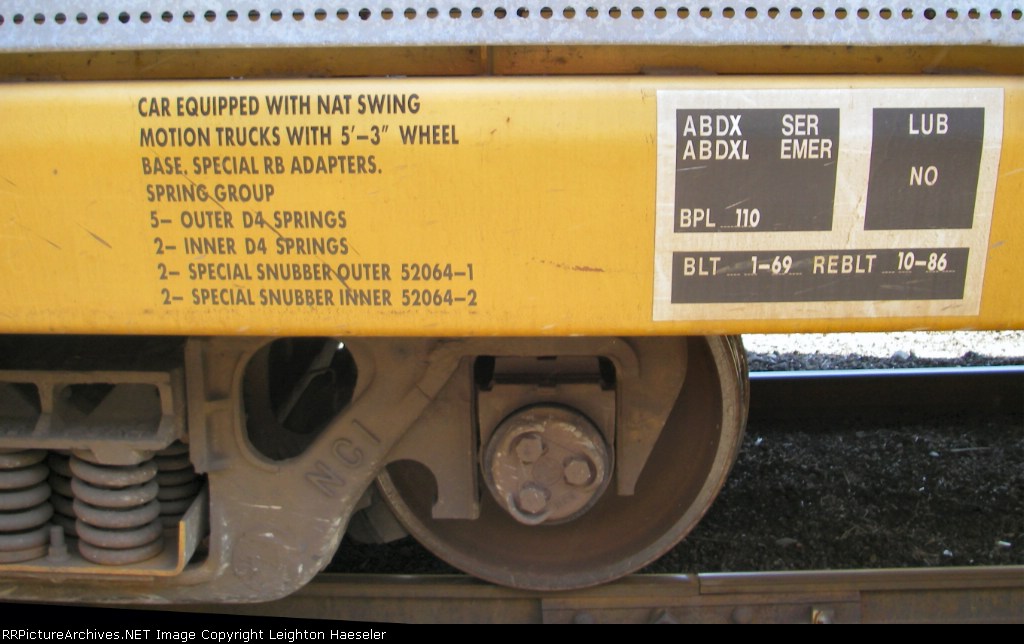 CAR EQUIPPED WITH NAT SWING
MOTION TRUCKS WITH 5'-3" WHEEL
BASE. SPECIAL RB ADAPTERS.
SPRING GROUP
5- OUTER D4 SPRINGS
2- INNER D4 SPRINGS
2- SPECIAL SNUBBER OUTER 52064-1
2- SPECIAL SNUBBER INNER 52064-2
ABDX SER
ABDXL EMER
BPL 110
LUB
NO
BLT 1-69 REBLT 10-86
NCI
RRPictureArchives.NET Image Copyright Leighton Haeseler